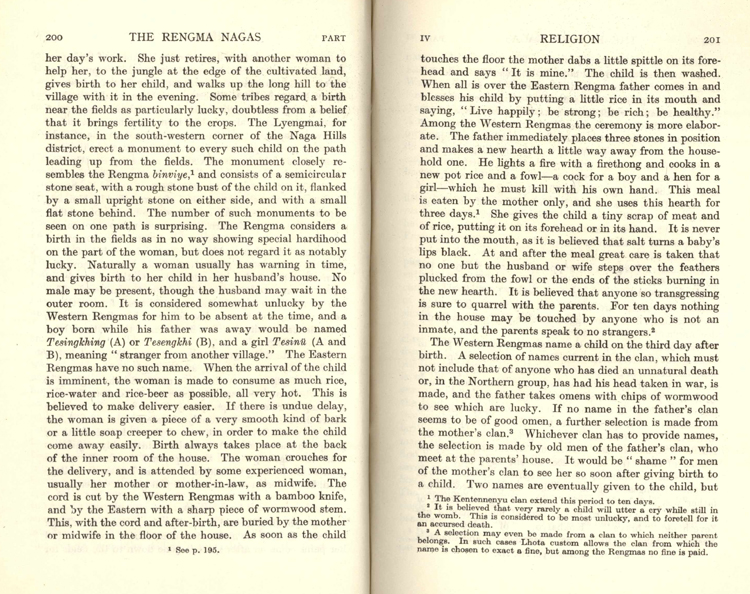 200 THE RENGMA NAGAS PART
her day's work. She just retires, with another woman to
help her, to the jungle at the edge of the cultivated land,
gives birth to her child, and walks up the long hill to the
village with it in the evening. Some tribes regard a birth
near the fields as particularly lucky, doubtless from a belief
that it brings fertility to the crops. The Lyengmai, for
instance, in the south-western corner of the Naga Hills
district, erect a monument to every such child on the path
leading up from the fields. The monument closely re-
sembles the Rengma binviye,¹ and consists of a semicircular
stone seat, with a rough stone bust of the child on it, flanked
by a small upright stone on either side, and with a small
flat stone behind. The number of such monuments to be
seen on one path is surprising. The Rengma considers a
birth in the fields as in no way showing special hardihood
on the part of the woman, but does not regard it as notably
lucky. Naturally a woman usually has warning in time,
and gives birth to her child in her husband's house. No
male may be present, though the husband may wait in the
outer room. It is considered somewhat unlucky by the
Western Rengmas for him to be absent at the time, and a
boy born while his father was away would be named
Tesingkhing (A) or Tesengkhi (B), and a girl Tesinü (A and
B), meaning "stranger from another village." The Eastern
Rengmas have no such name. When the arrival of the child
is imminent, the woman is made to consume as much rice,
rice-water and rice-beer as possible, all very hot. This is
believed to make delivery easier. If there is undue delay,
the woman is given a piece of a very smooth kind of bark
or a little soap creeper to chew, in order to make the child
come away easily. Birth always takes place at the back
of the inner room of the house. The woman crouches for
the delivery, and is attended by some experienced woman,
usually her mother or mother-in-law, as midwife. The
cord is cut by the Western Rengmas with a bamboo knife,
and by the Eastern with a sharp piece of wormwood stem.
This, with the cord and after-birth, are buried by the mother
or midwife in the floor of the house. As soon as the child
¹ See p. 195.
IV RELIGION 201
touches the floor the mother dabs a little spittle on its fore-
head and says "It is mine." The child is then washed.
When all is over the Eastern Rengma father comes in and
blesses his child by putting a little rice in its mouth and
saying, "Live happily; be strong; be rich; be healthy."
Among the Western Rengmas the ceremony is more elabor-
ate. The father immediately places three stones in position
and makes a new hearth a little way away from the house-
hold one. He lights a fire with a firethong and cooks in a
new pot rice and a fowl—a cock for a boy and a hen for a
girl—which he must kill with his own hand. This meal
is eaten by the mother only, and she uses this hearth for
three days.¹ She gives the child a tiny scrap of meat and
of rice, putting it on its forehead or in its hand. It is never
put into the mouth, as it is believed that salt turns a baby's
lips black. At and after the meal great care is taken that
no one but the husband or wife steps over the feathers
plucked from the fowl or the ends of the sticks burning in
the new hearth. It is believed that anyone so transgressing
is sure to quarrel with the parents. For ten days nothing
in the house may be touched by anyone who is not an
inmate, and the parents speak to no strangers.²
The Western Rengmas name a child on the third day after
birth. A selection of names current in the clan, which must
not include that of anyone who has died an unnatural death
or, in the Northern group, has had his head taken in war, is
made, and the father takes omens with chips of wormwood
to see which are lucky. If no name in the father's clan
seems to be of good omen, a further selection is made from
the mother's clan.³ Whichever clan has to provide names,
the selection is made by old men of the father's clan, who
meet at the parents' house. It would be "shame" for men
of the mother's clan to see her so soon after giving birth to
a child. Two names are eventually given to the child, but
¹ The Kentennenyu clan extend this period to ten days.
² It is believed that very rarely a child will utter a cry while still in
the womb. This is considered to be most unlucky, and to foretell for it
an accursed death.
³ A selection may even be made from a clan to which neither parent
belongs. In such cases Lhota custom allows the clan from which the
name is chosen to exact a fine, but among the Rengmas no fine is paid.